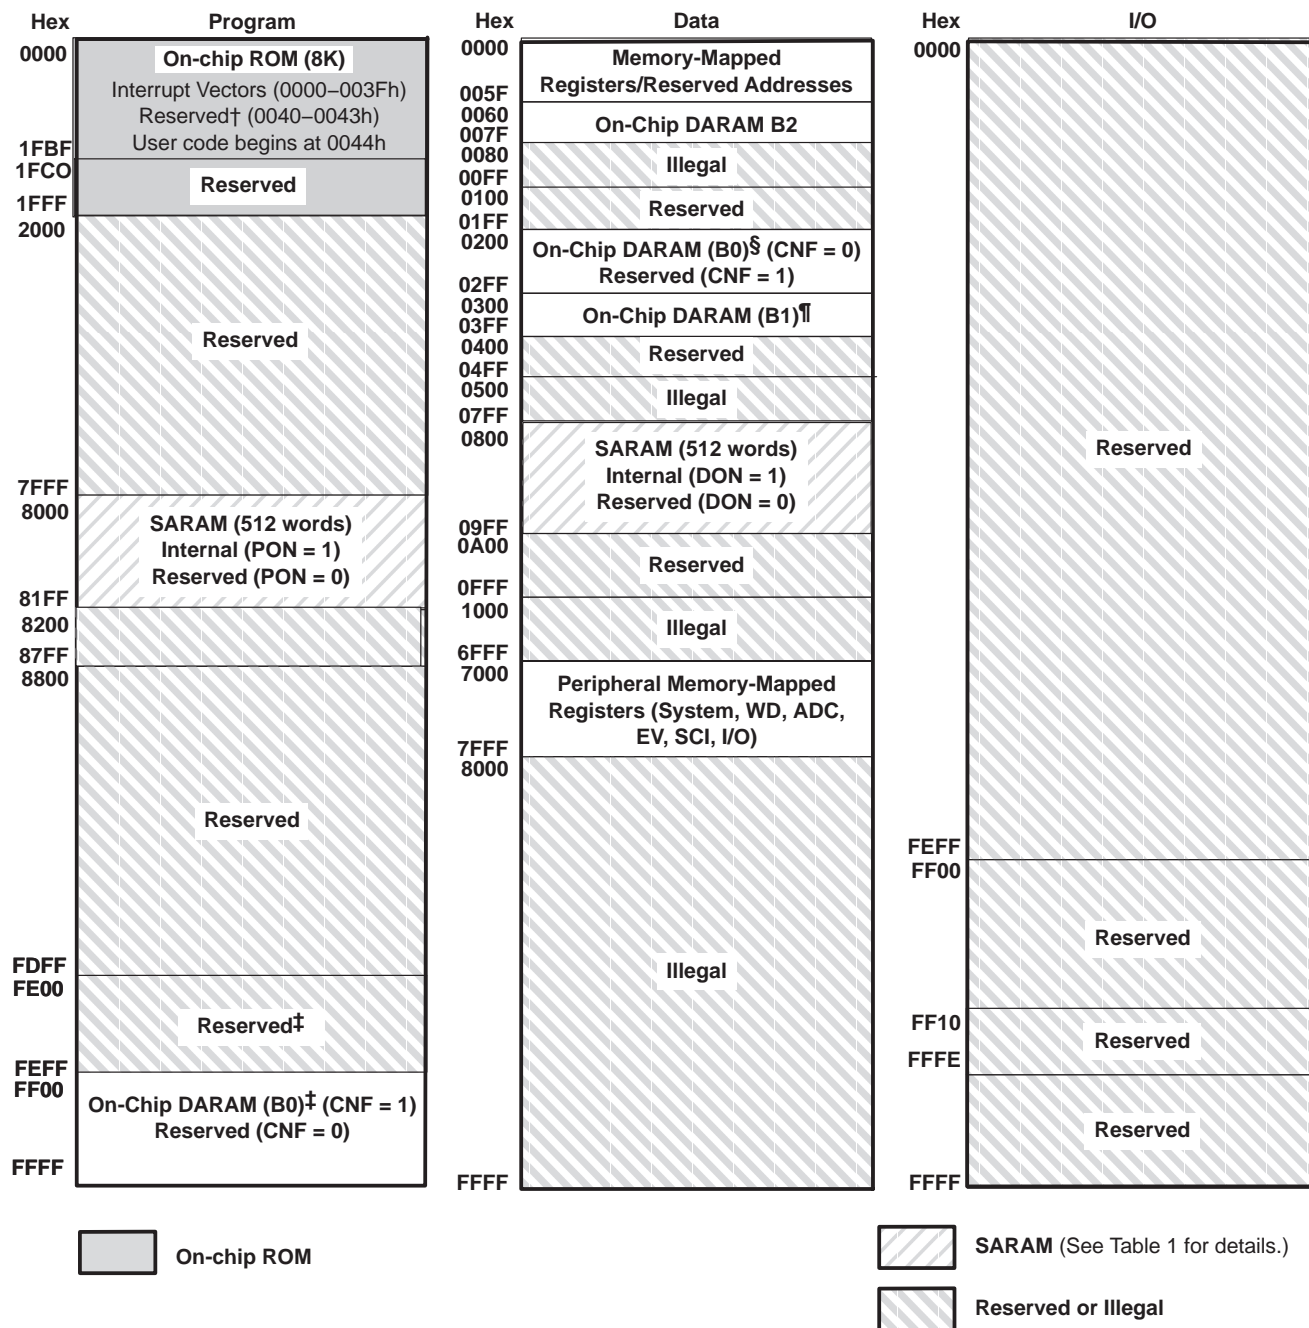 Hex Program
0000
On-chip ROM (8K)
Interrupt Vectors (0000–003Fh)
Reserved† (0040–0043h)
User code begins at 0044h
1FBF
1FCO
Reserved
1FFF
2000
Reserved
7FFF
8000
SARAM (512 words)
Internal (PON = 1)
Reserved (PON = 0)
81FF
8200
87FF
8800
Reserved
FDFF
FE00
Reserved‡
FEFF
FF00
On-Chip DARAM (B0)‡ (CNF = 1)
Reserved (CNF = 0)
FFFF
Hex Data
0000
Memory-Mapped
Registers/Reserved Addresses
005F
0060
On-Chip DARAM B2
007F
0080
Illegal
00FF
0100
Reserved
01FF
0200
On-Chip DARAM (B0)§ (CNF = 0)
Reserved (CNF = 1)
02FF
0300
On-Chip DARAM (B1)¶
03FF
0400
Reserved
04FF
0500
Illegal
07FF
0800
SARAM (512 words)
Internal (DON = 1)
Reserved (DON = 0)
09FF
0A00
Reserved
0FFF
1000
Illegal
6FFF
7000
Peripheral Memory-Mapped
Registers (System, WD, ADC,
EV, SCI, I/O)
7FFF
8000
Illegal
FFFF
Hex I/O
0000
Reserved
FEFF
FF00
Reserved
FF10
Reserved
FFFE
Reserved
FFFF
On-chip ROM
SARAM (See Table 1 for details.)
Reserved or Illegal